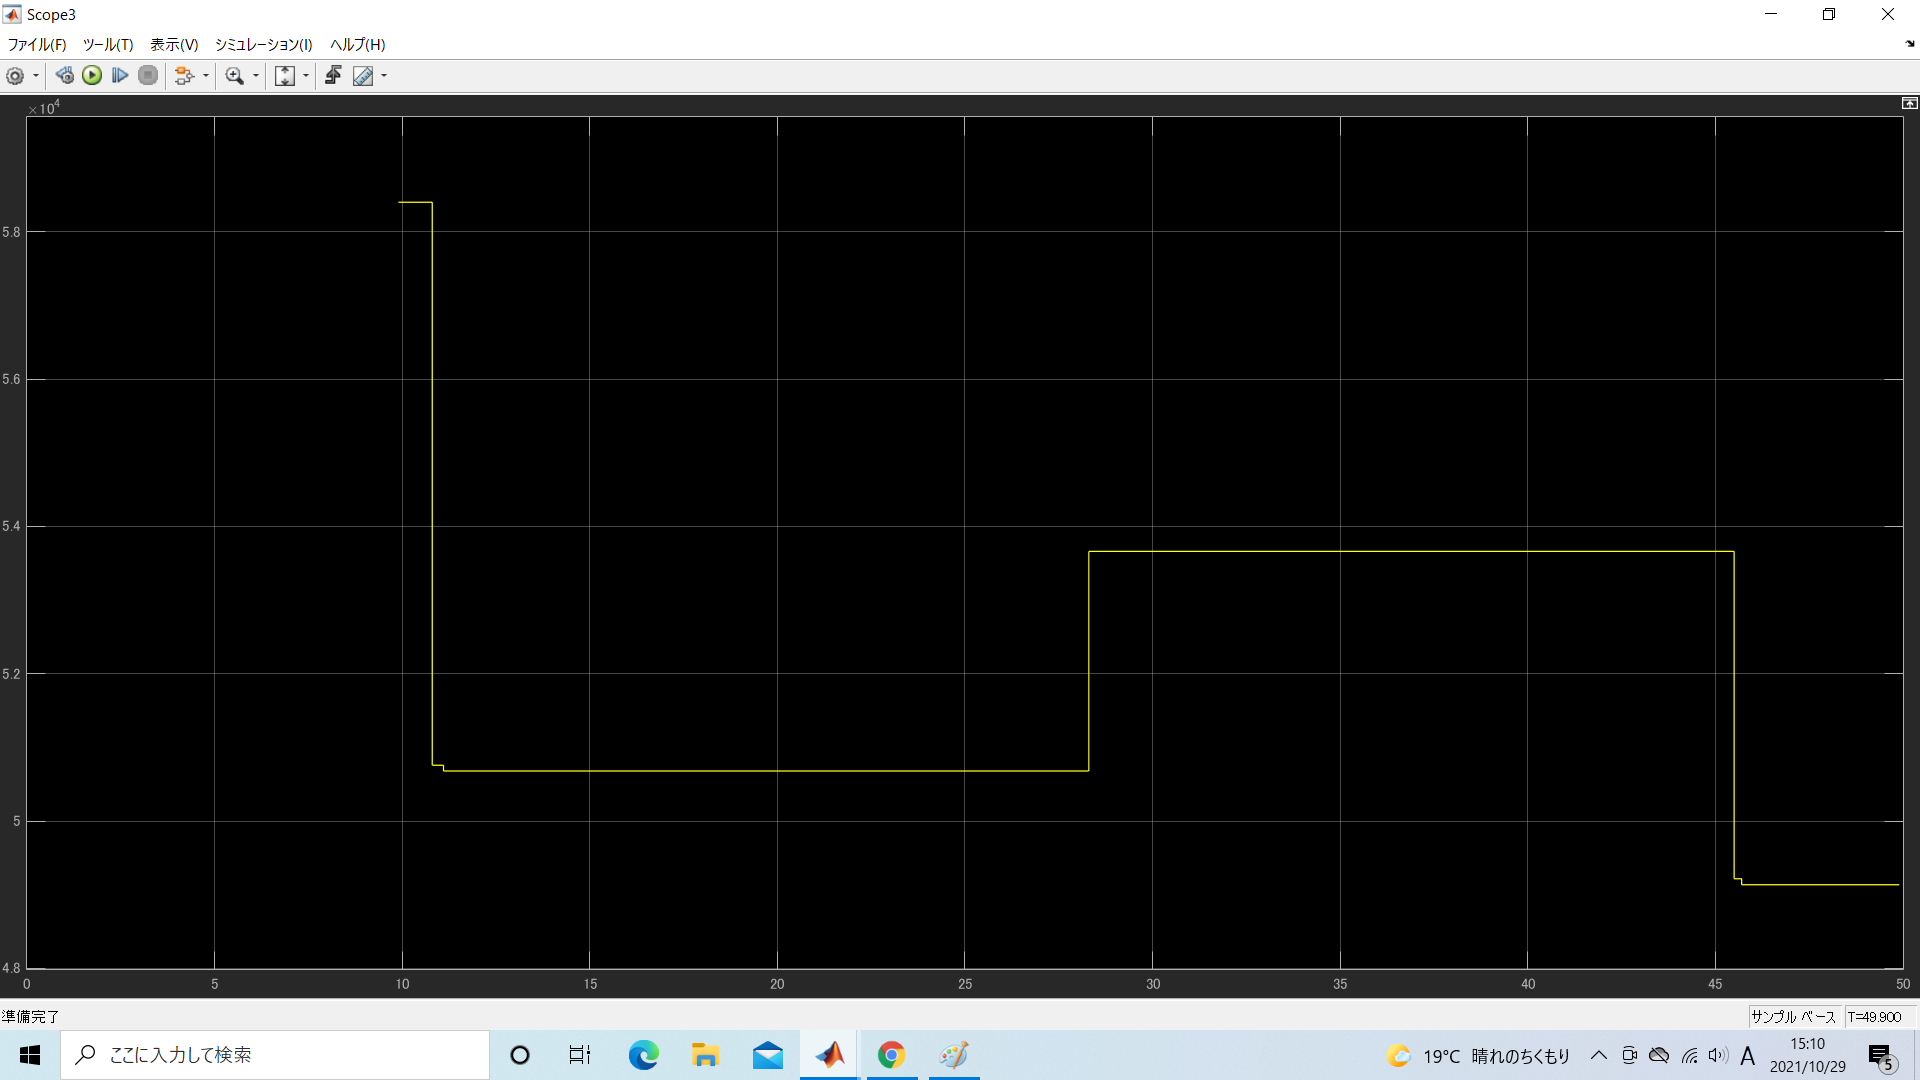 Scope3
ファイル(F) ツール(T) 表示(V) シミュレーション(I) ヘルプ(H)
×10⁴
5.8
5.6
5.4
5.2
5
4.8
0 5 10 15 20 25 30 35 40 45 50
準備完了
サンプル ベース T=49.900
ここに入力して検索
19°C 晴れのちくもり
A
15:10
2021/10/29
5